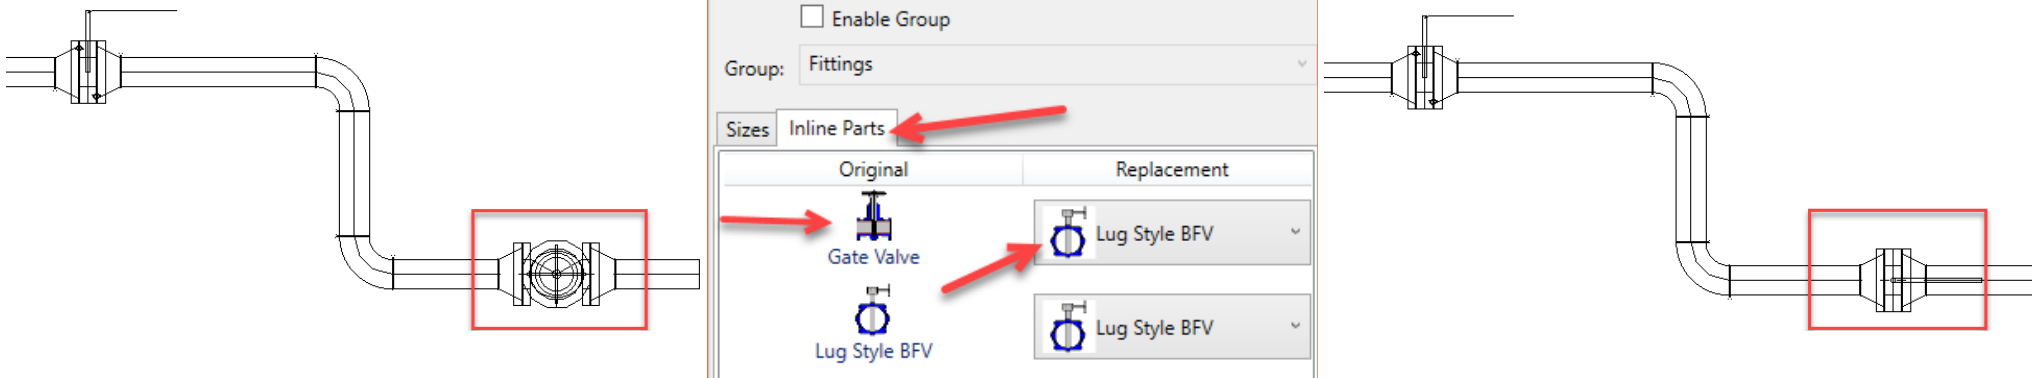 Enable Group
Group: Fittings
Sizes Inline Parts
Original Replacement
Gate Valve
Lug Style BFV
Lug Style BFV
Lug Style BFV